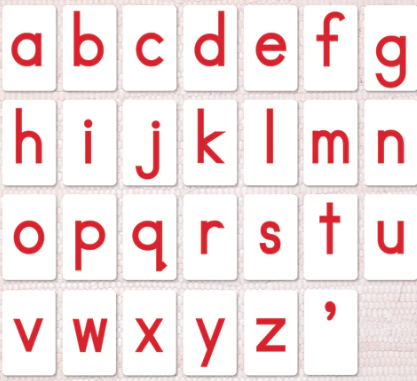 a b c d e f g
h i j k l m n
o p q r s t u
v w x y z ’